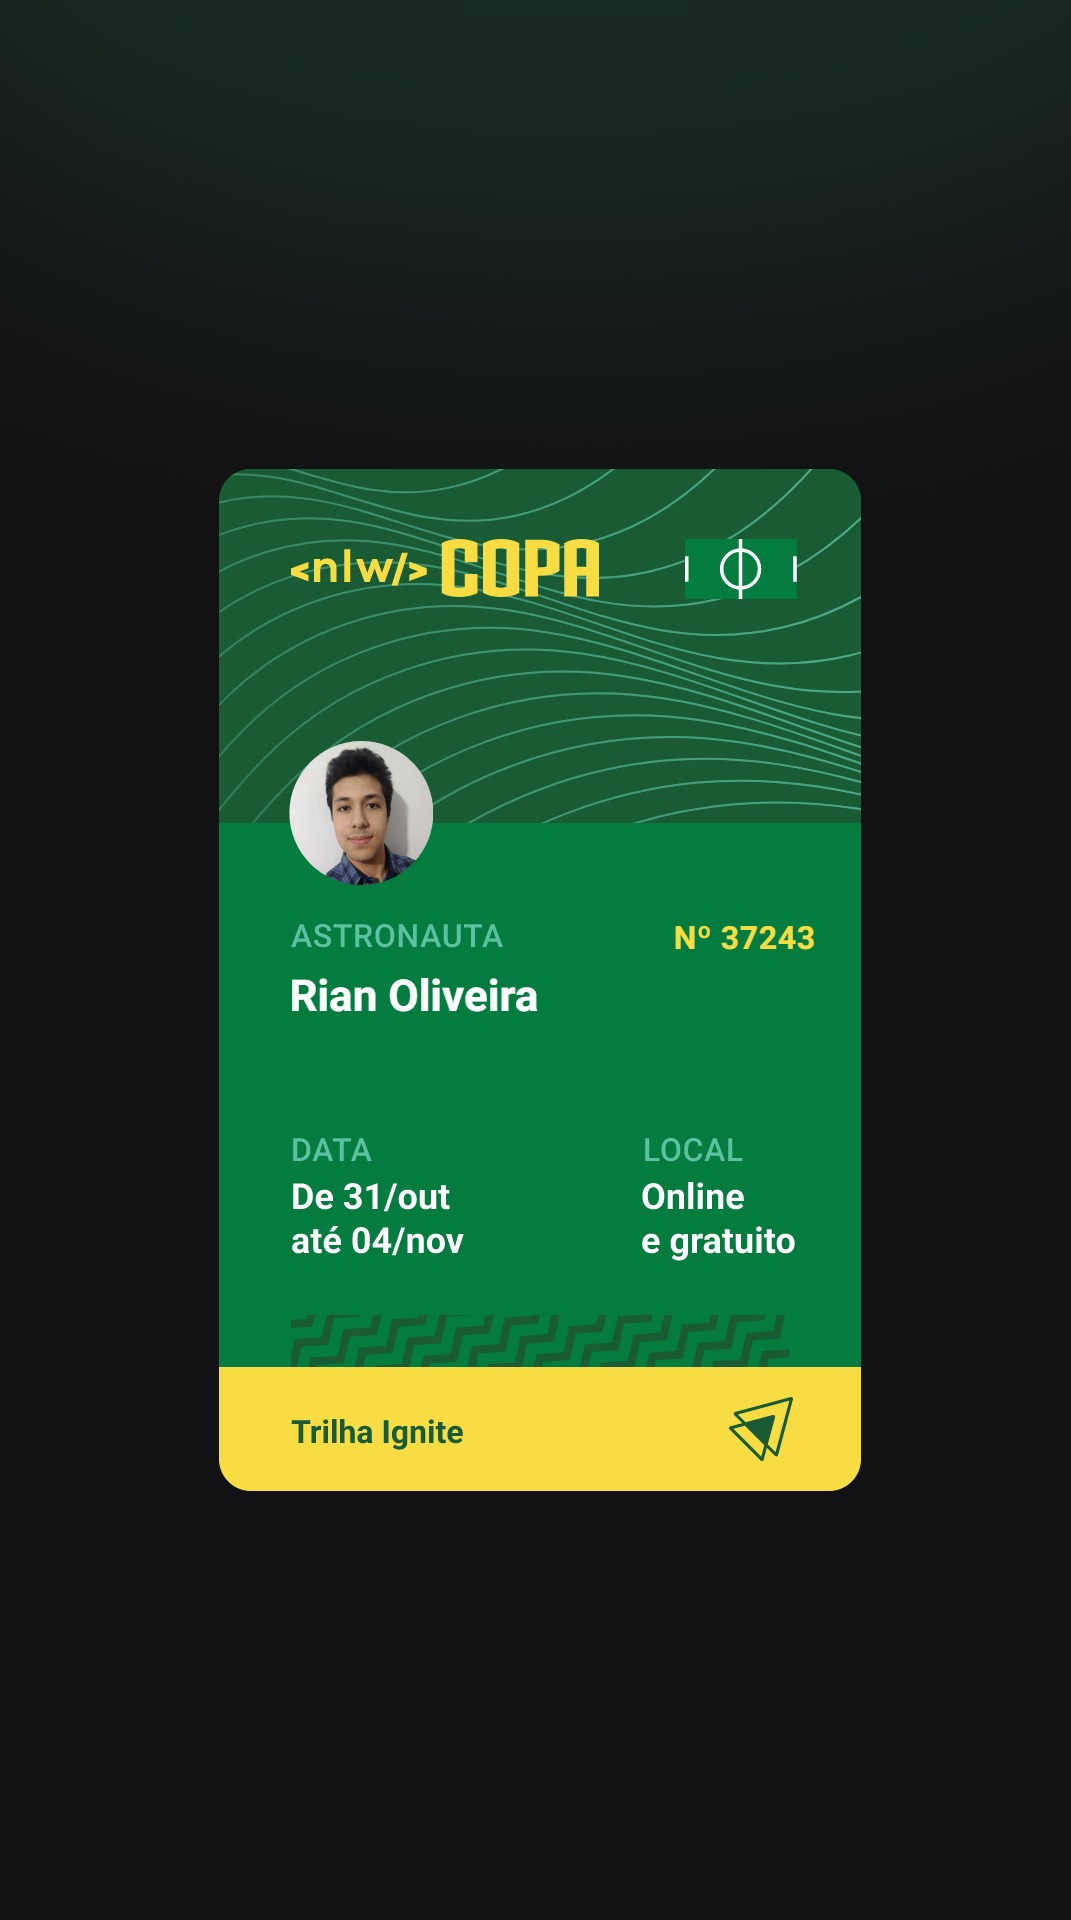 <nlw/> COPA
ASTRONAUTA
Nº 37243
Rian Oliveira
DATA
LOCAL
De 31/out
até 04/nov
Online
e gratuito
Trilha Ignite